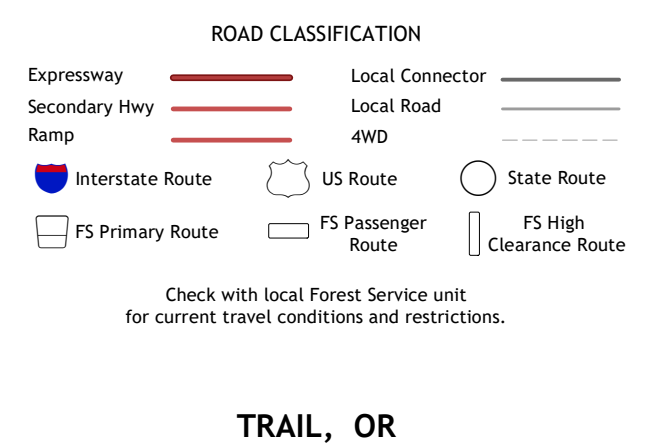 ROAD CLASSIFICATION
Expressway
Local Connector
Secondary Hwy
Local Road
Ramp
4WD
Interstate Route
US Route
State Route
FS Primary Route
FS Passenger
Route
FS High
Clearance Route
Check with local Forest Service unit
for current travel conditions and restrictions.
TRAIL, OR